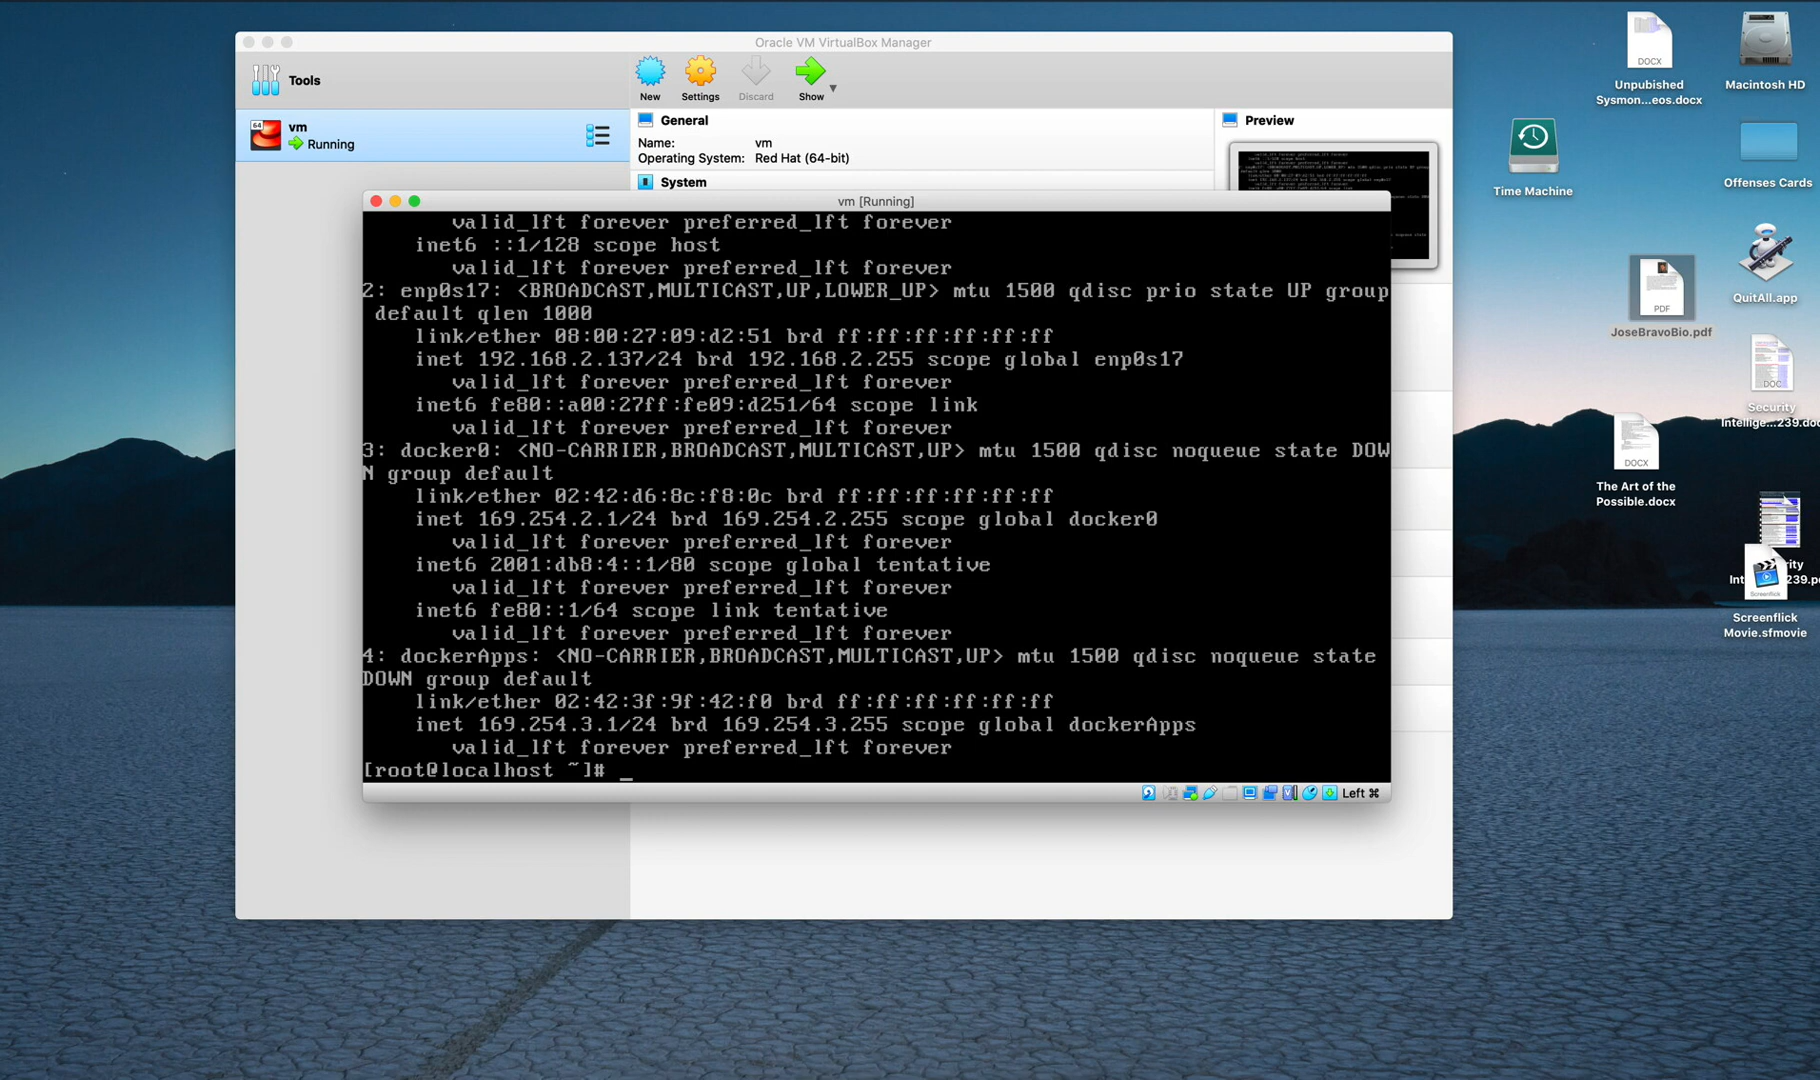 Oracle VM VirtualBox Manager
Tools
New
Settings
Discard
Show
64
vm
Running
General
Name: vm
Operating System: Red Hat (64-bit)
System
Preview
vm [Running]
valid_lft forever preferred_lft forever
inet6 ::1/128 scope host
valid_lft forever preferred_lft forever
2: enp0s17: <BROADCAST,MULTICAST,UP,LOWER_UP> mtu 1500 qdisc prio state UP group
default qlen 1000
link/ether 08:00:27:09:d2:51 brd ff:ff:ff:ff:ff:ff
inet 192.168.2.137/24 brd 192.168.2.255 scope global enp0s17
valid_lft forever preferred_lft forever
inet6 fe80::a00:27ff:fe09:d251/64 scope link
valid_lft forever preferred_lft forever
3: docker0: <NO-CARRIER,BROADCAST,MULTICAST,UP> mtu 1500 qdisc noqueue state DOW
N group default
link/ether 02:42:d6:8c:f8:0c brd ff:ff:ff:ff:ff:ff
inet 169.254.2.1/24 brd 169.254.2.255 scope global docker0
valid_lft forever preferred_lft forever
inet6 2001:db8:4::1/80 scope global tentative
valid_lft forever preferred_lft forever
inet6 fe80::1/64 scope link tentative
valid_lft forever preferred_lft forever
4: dockerApps: <NO-CARRIER,BROADCAST,MULTICAST,UP> mtu 1500 qdisc noqueue state
DOWN group default
link/ether 02:42:3f:9f:42:f0 brd ff:ff:ff:ff:ff:ff
inet 169.254.3.1/24 brd 169.254.3.255 scope global dockerApps
valid_lft forever preferred_lft forever
[root@localhost ~]# _
Left ⌘
DOCX
Unpubished
Sysmon...eos.docx
Macintosh HD
Time Machine
Offenses Cards
QuitAll.app
PDF
JoseBravoBio.pdf
DOC
Security
Intellige...239.doc
DOCX
The Art of the
Possible.docx
Screenflick
Screenflick
Movie.sfmovie